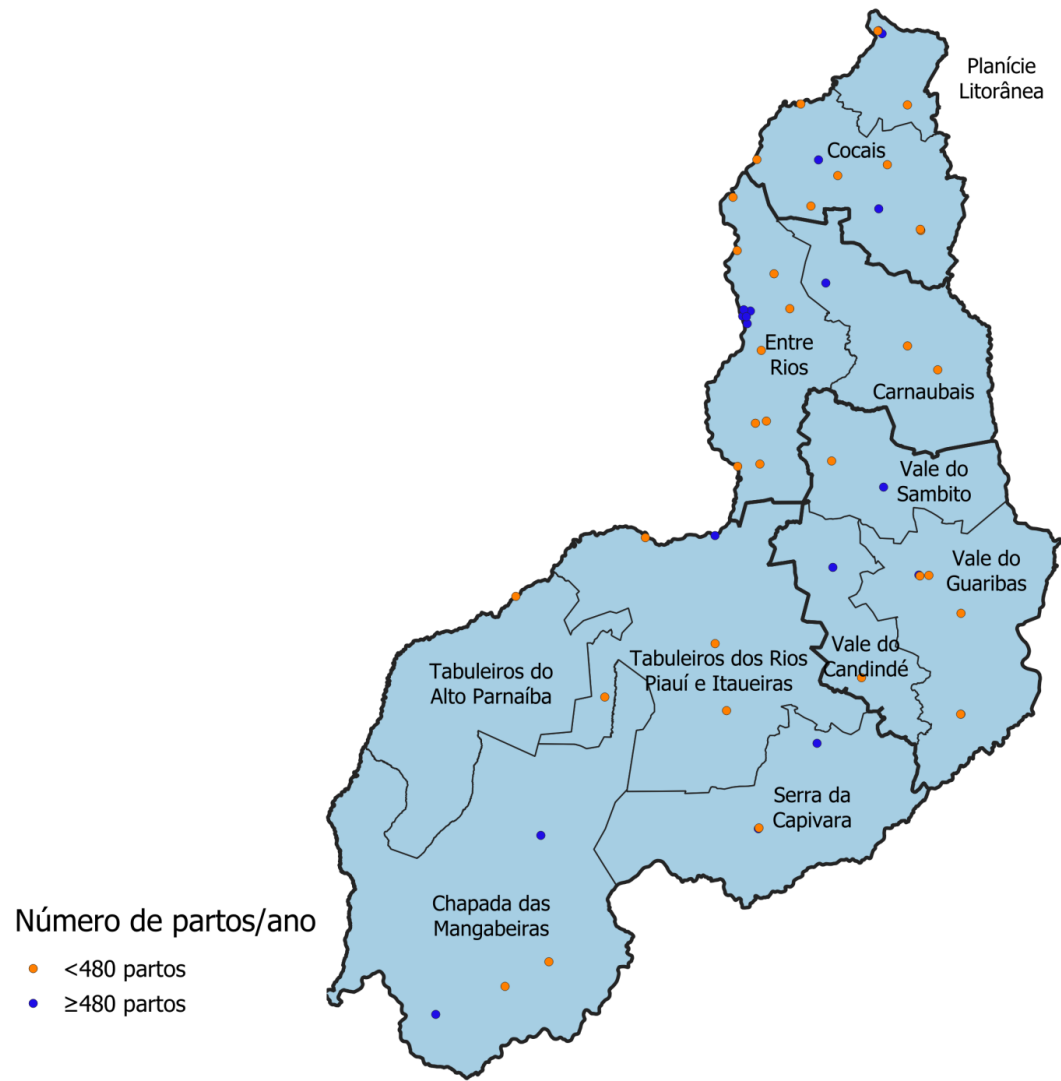 Planície
Litorânea
Cocais
Entre
Rios
Carnaubais
Vale do
Sambito
Vale do
Guaribas
Vale do
Candindé
Tabuleiros dos Rios
Piauí e Itaueiras
Tabuleiros do
Alto Parnaíba
Serra da
Capivara
Chapada das
Mangabeiras
Número de partos/ano
<480 partos
≥480 partos